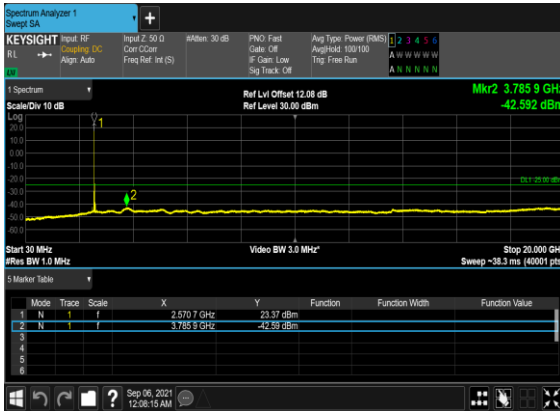 Spectrum Analyzer 1
Swept SA
+
KEYSIGHT Input: RF Input Z: 50 Ω #Atten: 30 dB PNO: Fast Avg Type: Power (RMS) 1 2 3 4 5 6
RL Coupling: DC Corr CCorr Gate: Off Avg|Hold: 100/100 A W W W W W
Align: Auto Freq Ref: Int (S) IF Gain: Low Trig: Free Run
Sig Track: Off A N N N N N
1 Spectrum Ref Lvl Offset 12.08 dB Mkr2 3.785 9 GHz
Scale/Div 10 dB Ref Level 30.00 dBm -42.592 dBm
Log
20.0
10.0
0.00
-10.0
-20.0
-30.0
-40.0
-50.0
-60.0
1
2
DL1 -25.00 dBm
Start 30 MHz Video BW 3.0 MHz* Stop 20.000 GHz
#Res BW 1.0 MHz Sweep ~38.3 ms (40001 pts)
5 Marker Table
Mode Trace Scale X Y Function Function Width Function Value
1 N 1 f 2.570 7 GHz 23.37 dBm
2 N 1 f 3.785 9 GHz -42.59 dBm
3
4
5
6
? Sep 06, 2021
12:08:15 AM